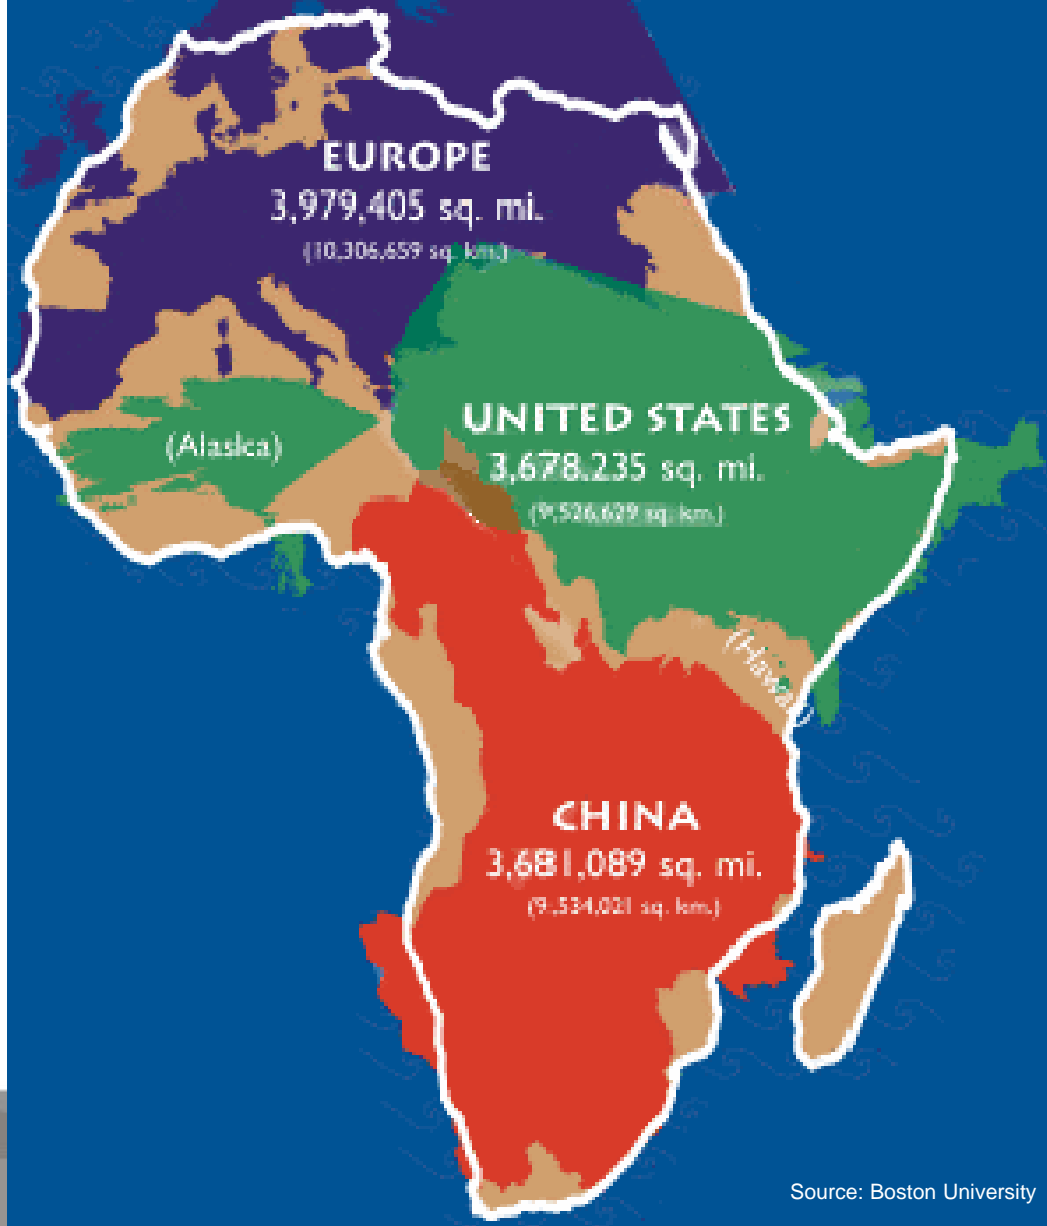 EUROPE
3,979,405 sq. mi.
(10,306,659 sq. km.)
(Alaska)
UNITED STATES
3,678,235 sq. mi.
(9,526,629 sq. km.)
(Hawaii)
CHINA
3,681,089 sq. mi.
(9,534,021 sq. km.)
Source: Boston University